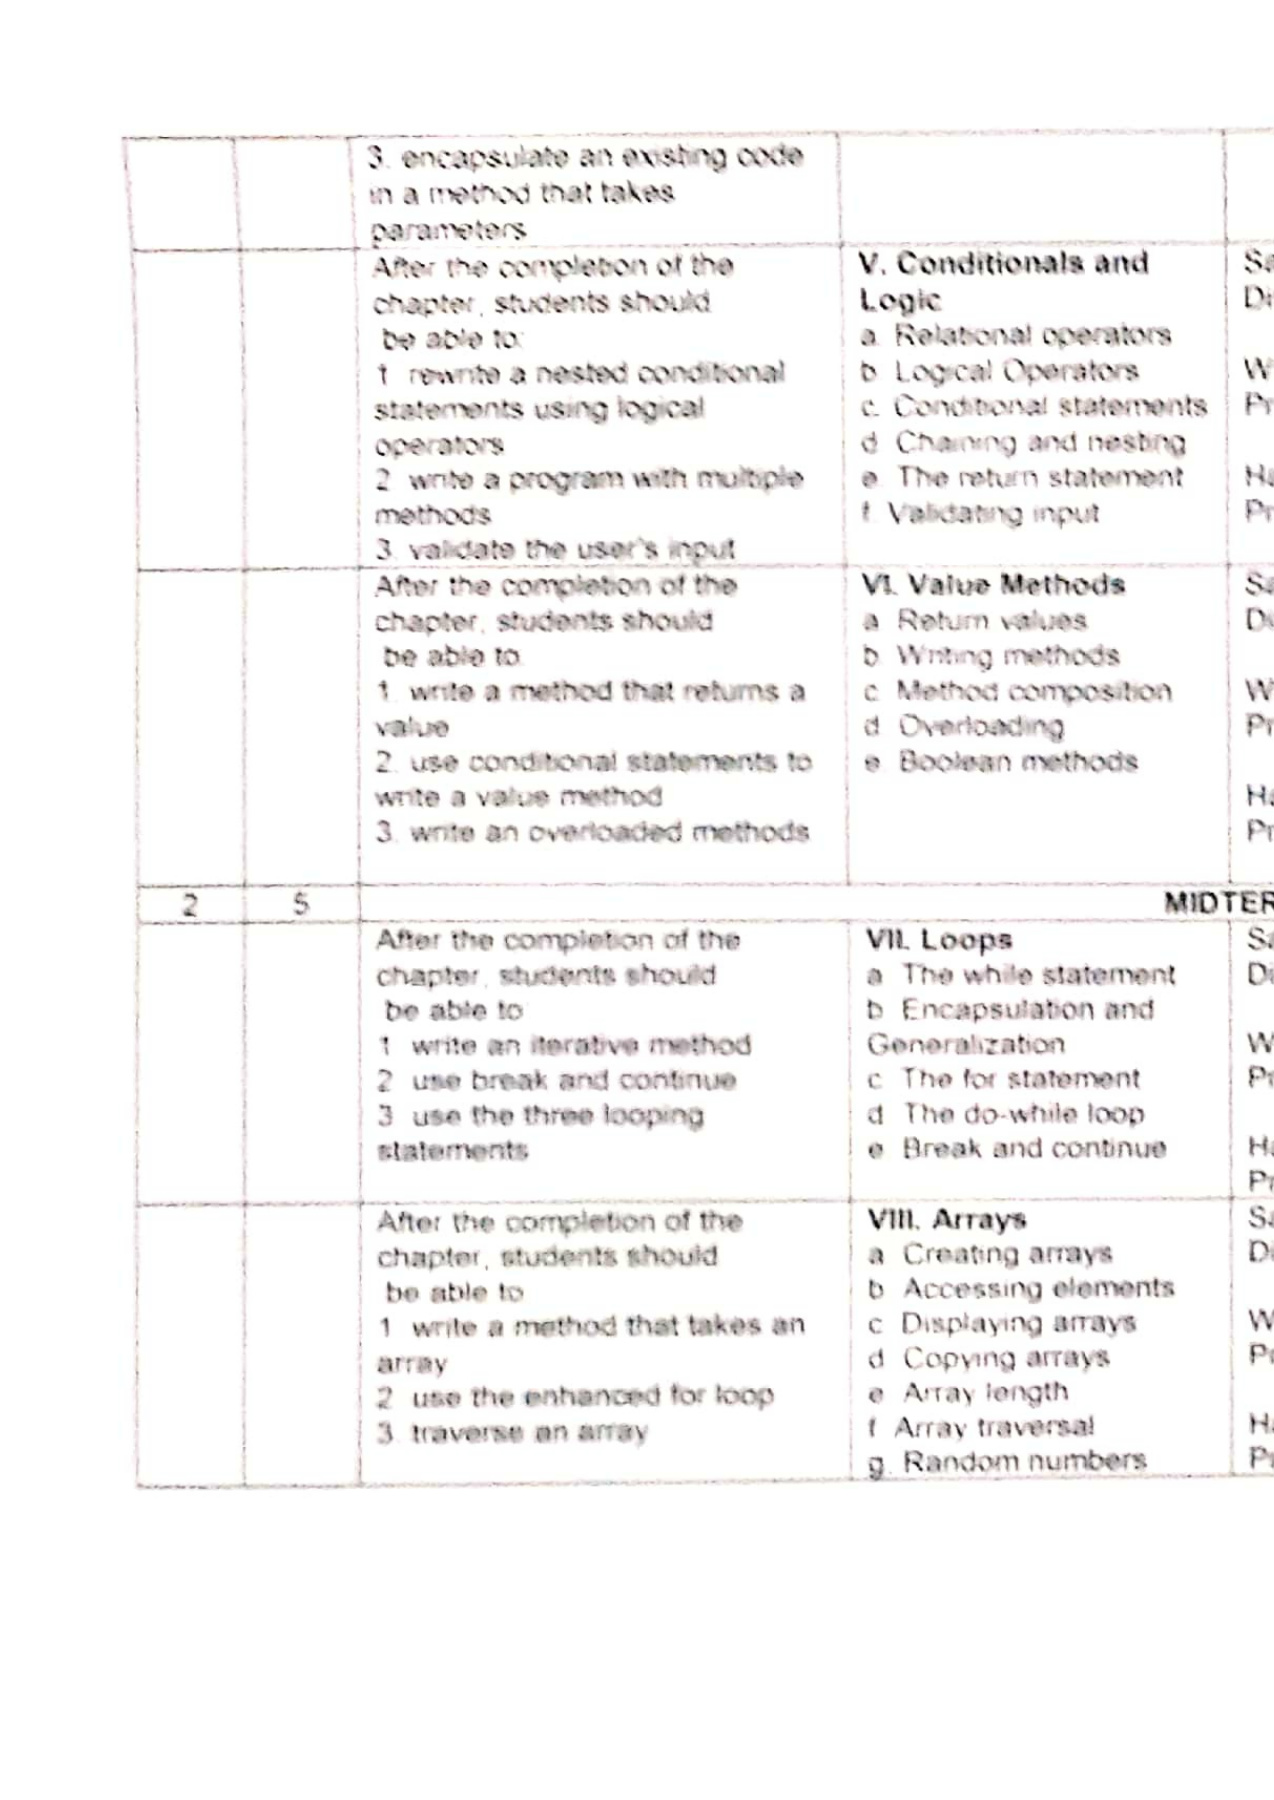 3. encapsulate an existing code
in a method that takes
parameters
After the completion of the
chapter, students should
be able to:
1 rewrite a nested conditional
statements using logical
operators
2 write a program with multiple
methods
3. validate the user's input
V. Conditionals and
Logic
a. Relational operators
b. Logical Operators
c. Conditional statements
d Chaining and nesting
e. The return statement
f. Validating input
Sa
Di
W
Pr
Ha
Pr
After the completion of the
chapter, students should
be able to
1. write a method that returns a
value
2. use conditional statements to
write a value method
3. write an overloaded methods
VI. Value Methods
a Return values
b. Writing methods
c Method composition
d Overloading
e. Boolean methods
Sa
W
Pr
Ha
Pr
2 5 MIDTER
After the completion of the
chapter, students should
be able to
1 write an iterative method
2 use break and continue
3 use the three looping
statements
VII. Loops
a The while statement
b Encapsulation and
Generalization
c The for statement
d The do-while loop
e Break and continue
Sa
Di
W
Pr
Ha
Pr
After the completion of the
chapter, students should
be able to
1 write a method that takes an
array
2 use the enhanced for loop
3. traverse an array
VIII. Arrays
a Creating arrays
b Accessing elements
c Displaying arrays
d Copying arrays
e Array length
f Array traversal
g. Random numbers
Sa
Di
W
Ha
Pr